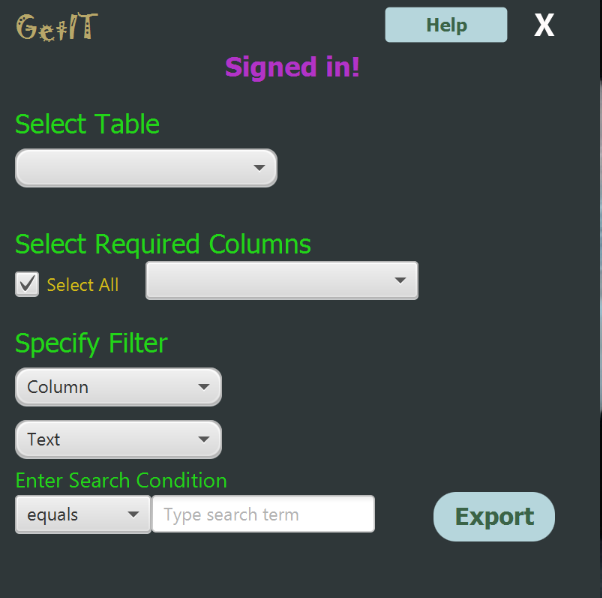 GetIT
Help
X
Signed in!
Select Table
Select Required Columns
Select All
Specify Filter
Column
Text
Enter Search Condition
equals
Type search term
Export